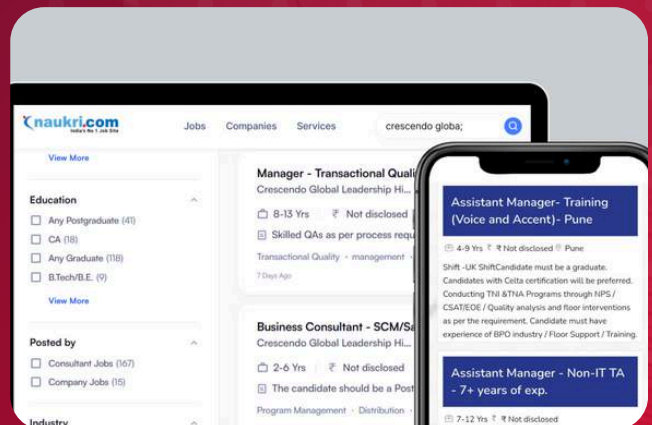 naukri.com
India's No 1 Job Site
Jobs
Companies
Services
crescendo globa;
View More
Education
Any Postgraduate (41)
CA (18)
Any Graduate (118)
B.Tech/B.E. (9)
View More
Posted by
Consultant Jobs (167)
Company Jobs (15)
Industry
Manager - Transactional Quali
Crescendo Global Leadership Hi...
8-13 Yrs ₹ Not disclosed
Skilled QAs as per process requ
Transactional Quality • management •
7 Days Ago
Business Consultant - SCM/Sa
Crescendo Global Leadership Hi...
2-6 Yrs ₹ Not disclosed
The candidate should be a Post
Program Management • Distribution •
Assistant Manager- Training
(Voice and Accent)- Pune
4-9 Yrs ₹ ₹ Not disclosed Pune
Shift -UK ShiftCandidate must be a graduate.
Candidates with Celta certification will be preferred.
Conducting TNI &TNA Programs through NPS /
CSAT/EOE / Quality analysis and floor interventions
as per the requirement. Candidate must have
experience of BPO industry / Floor Support / Training.
Assistant Manager - Non-IT TA
- 7+ years of exp.
7-12 Yrs ₹ ₹ Not disclosed